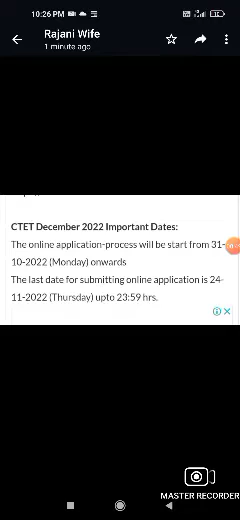 10:26 PM
Rajani Wife
1 minute ago
CTET December 2022 Important Dates:
The online application-process will be start from 31-
10-2022 (Monday) onwards
The last date for submitting online application is 24-
11-2022 (Thursday) upto 23:59 hrs.
MASTER RECORDER